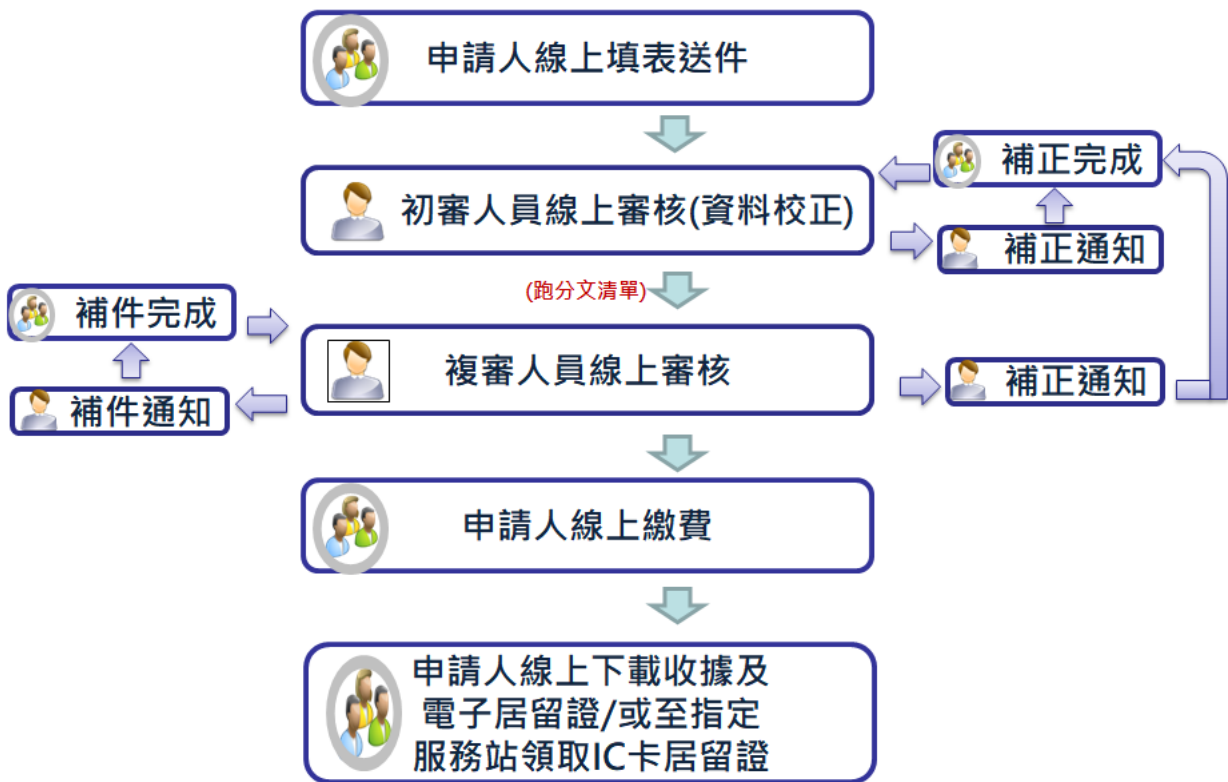 申請人線上填表送件
補正完成
初審人員線上審核(資料校正)
補正通知
(跑分文清單)
補件完成
複審人員線上審核
補正通知
補件通知
申請人線上繳費
申請人線上下載收據及
電子居留證/或至指定
服務站領取IC卡居留證